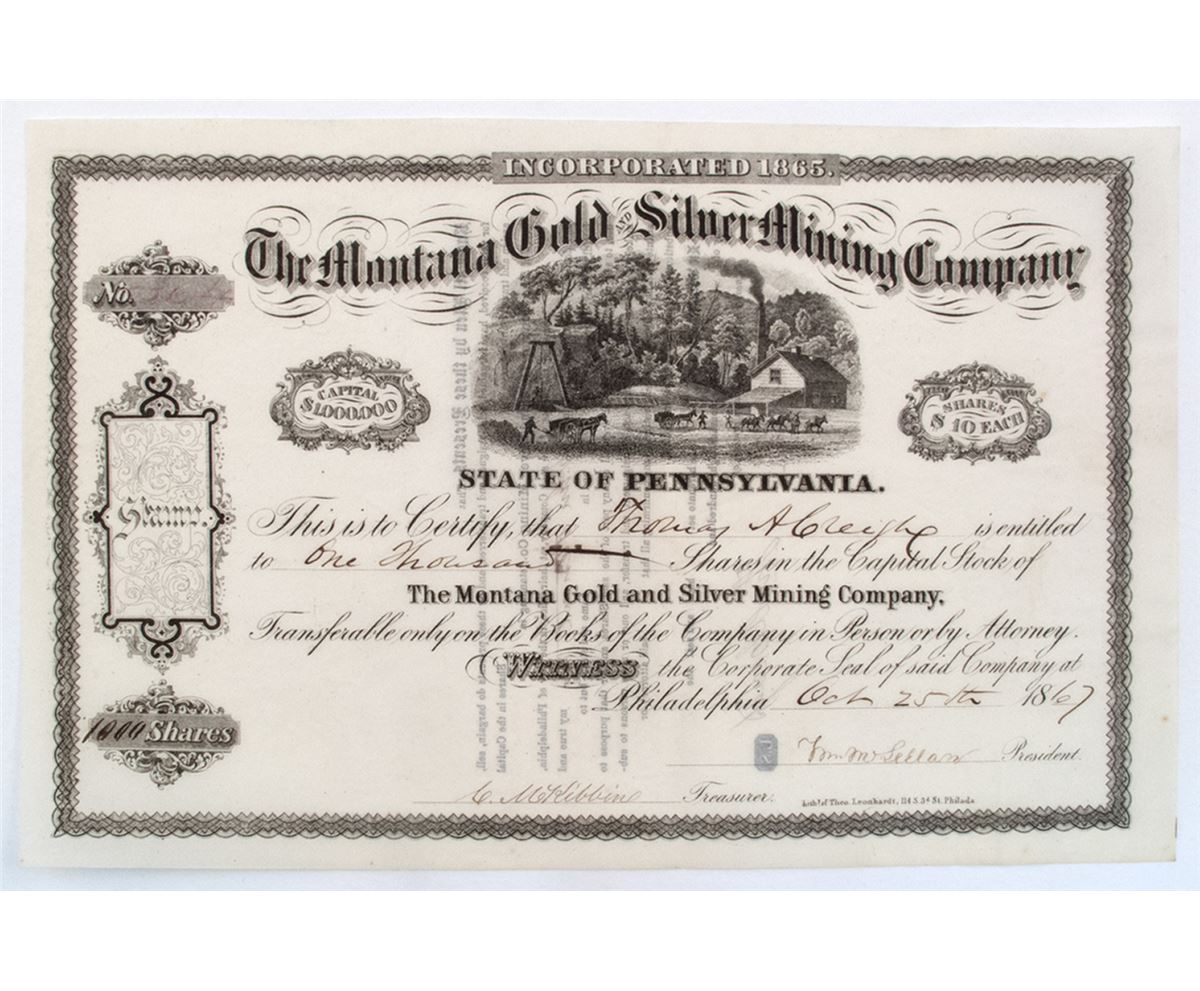 INCORPORATED 1865.
The Montana Gold AND Silver Mining Company
No.
CAPITAL
$1,000,000
SHARES
$10 EACH
STATE OF PENNSYLVANIA.
Stamp.
This is to Certify, that Thomas A Creigh is entitled
to One Thousand Shares in the Capital Stock of
The Montana Gold and Silver Mining Company,
Transferable only on the Books of the Company in Person or by Attorney.
WITNESS the Corporate Seal of said Company at
Philadelphia Oct 25th 1867
1000 Shares
Wm McLellan President.
C. McKibbin Treasurer.
Lith? of Theo. Leonhardt, 114 S. 3d St. Philada